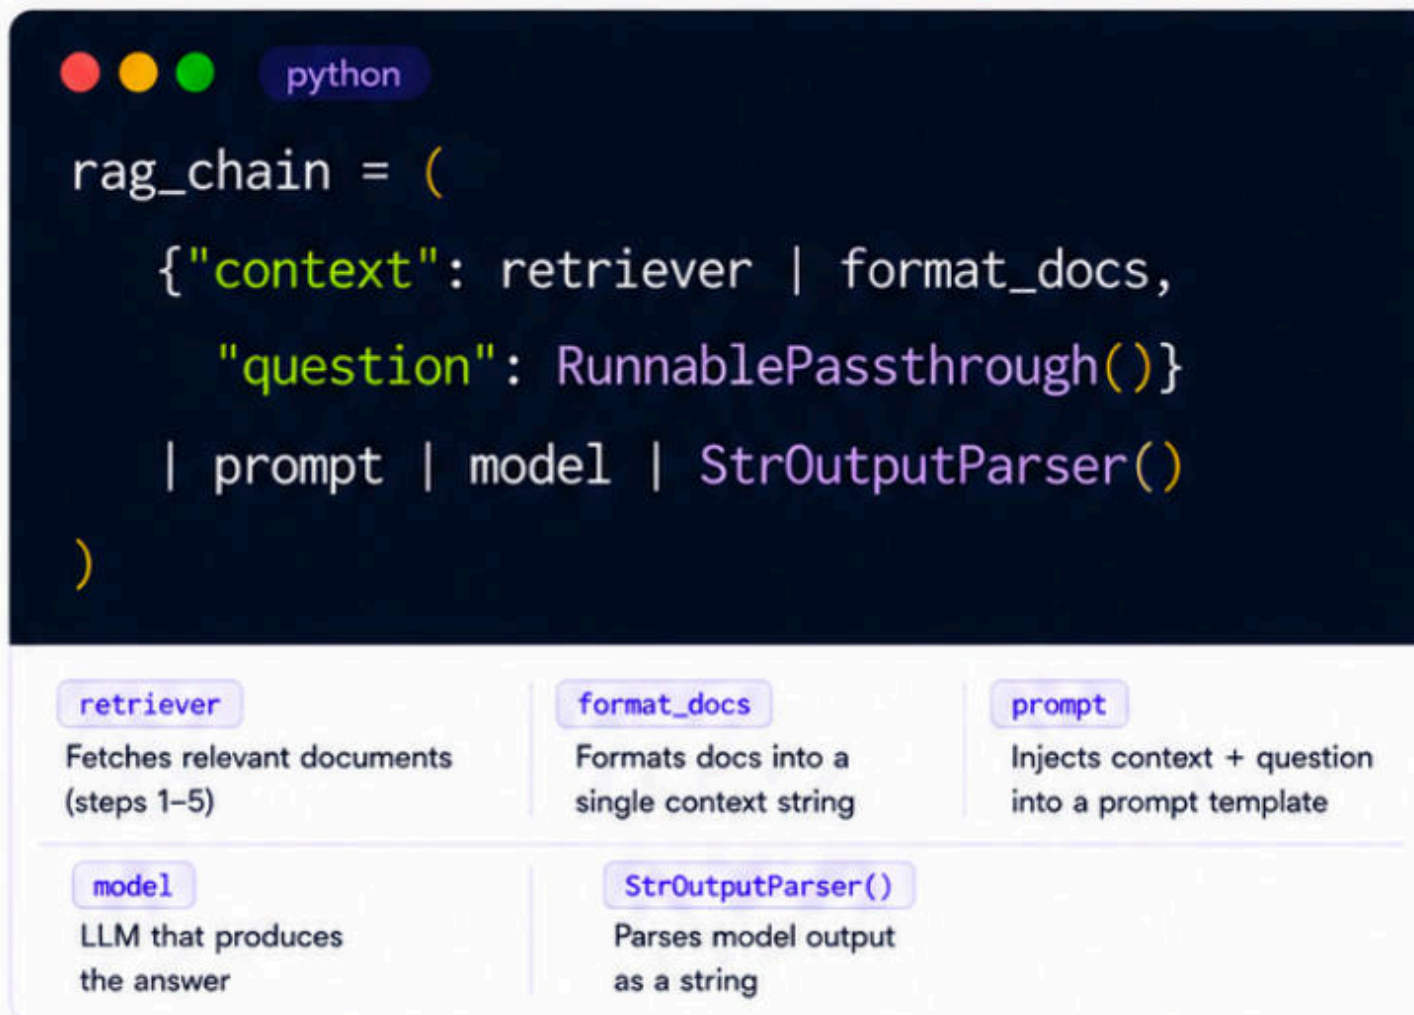 python
rag_chain = (
{"context": retriever | format_docs,
"question": RunnablePassthrough()}
| prompt | model | StrOutputParser()
)
retriever
Fetches relevant documents
(steps 1–5)
format_docs
Formats docs into a
single context string
prompt
Injects context + question
into a prompt template
model
LLM that produces
the answer
StrOutputParser()
Parses model output
as a string